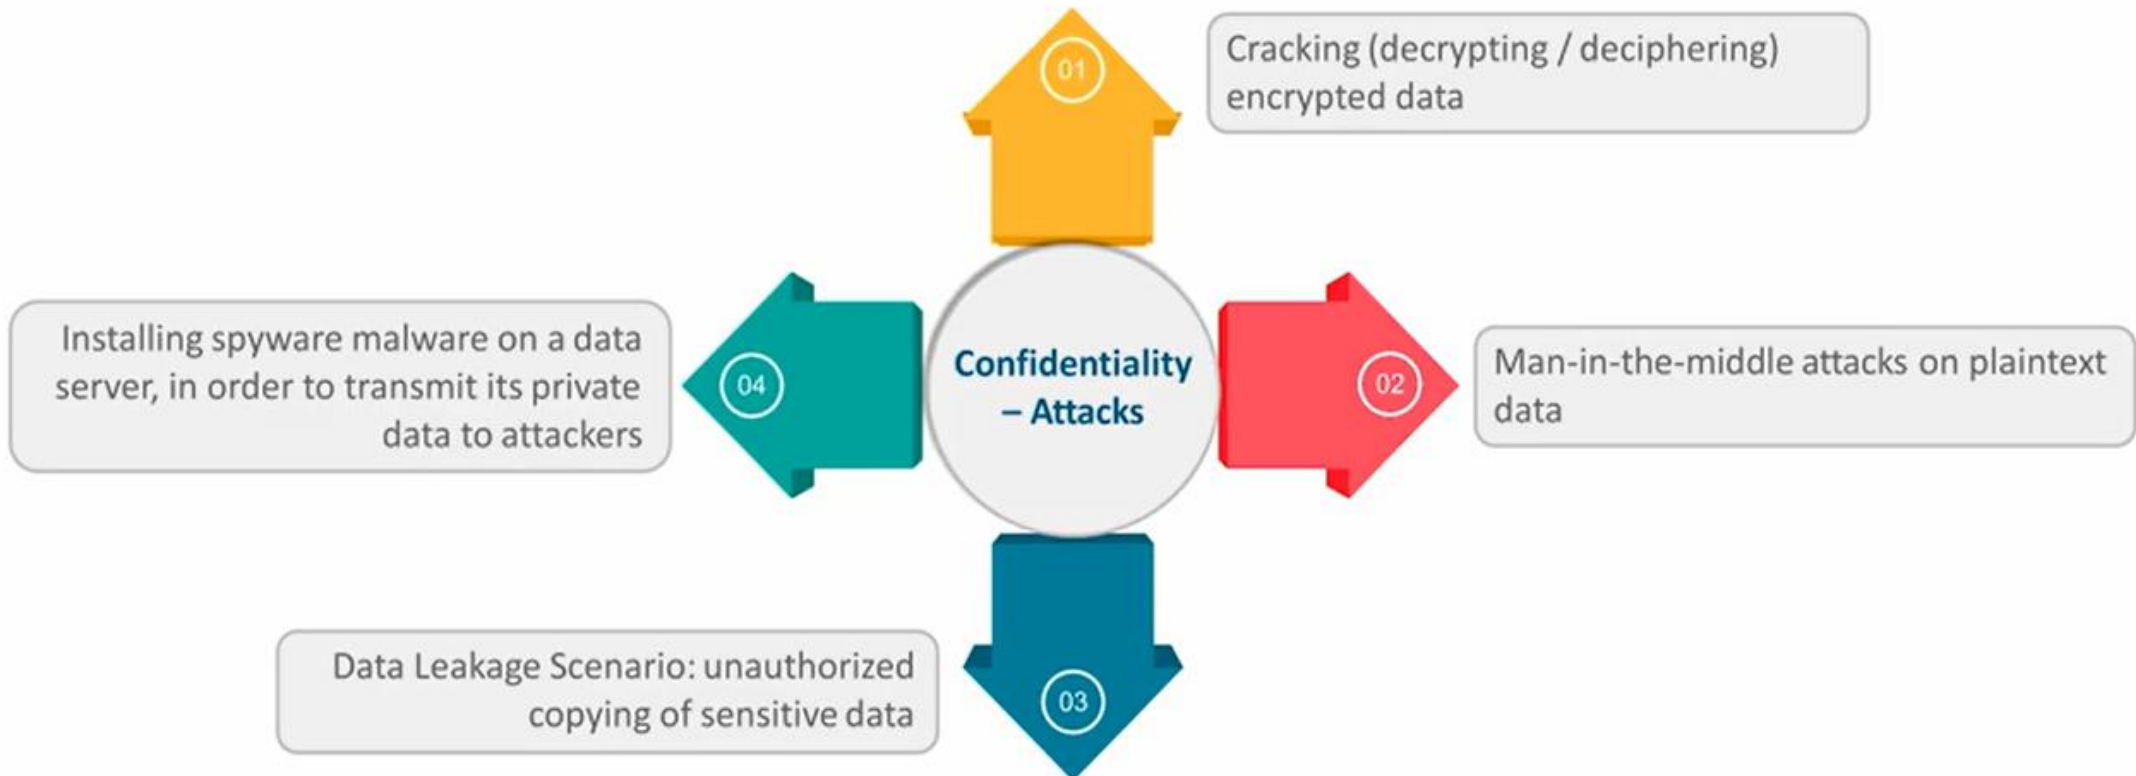 01
Cracking (decrypting / deciphering)
encrypted data
Confidentiality
– Attacks
02
Man-in-the-middle attacks on plaintext
data
03
Data Leakage Scenario: unauthorized
copying of sensitive data
04
Installing spyware malware on a data
server, in order to transmit its private
data to attackers